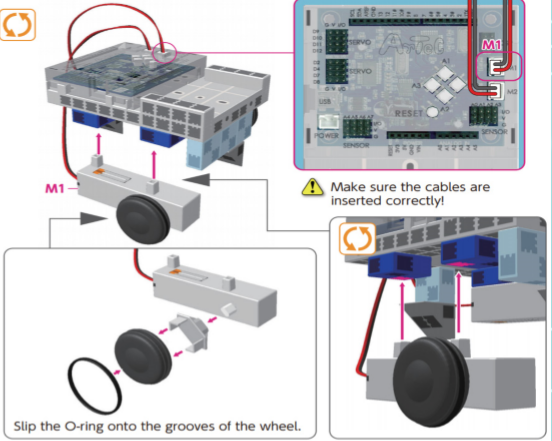 M1
SERVO
SERVO
A1
A3
A2
M1
M2
USB
POWER
RESET
SENSOR
SENSOR
M1
Make sure the cables are
inserted correctly!
Slip the O-ring onto the grooves of the wheel.